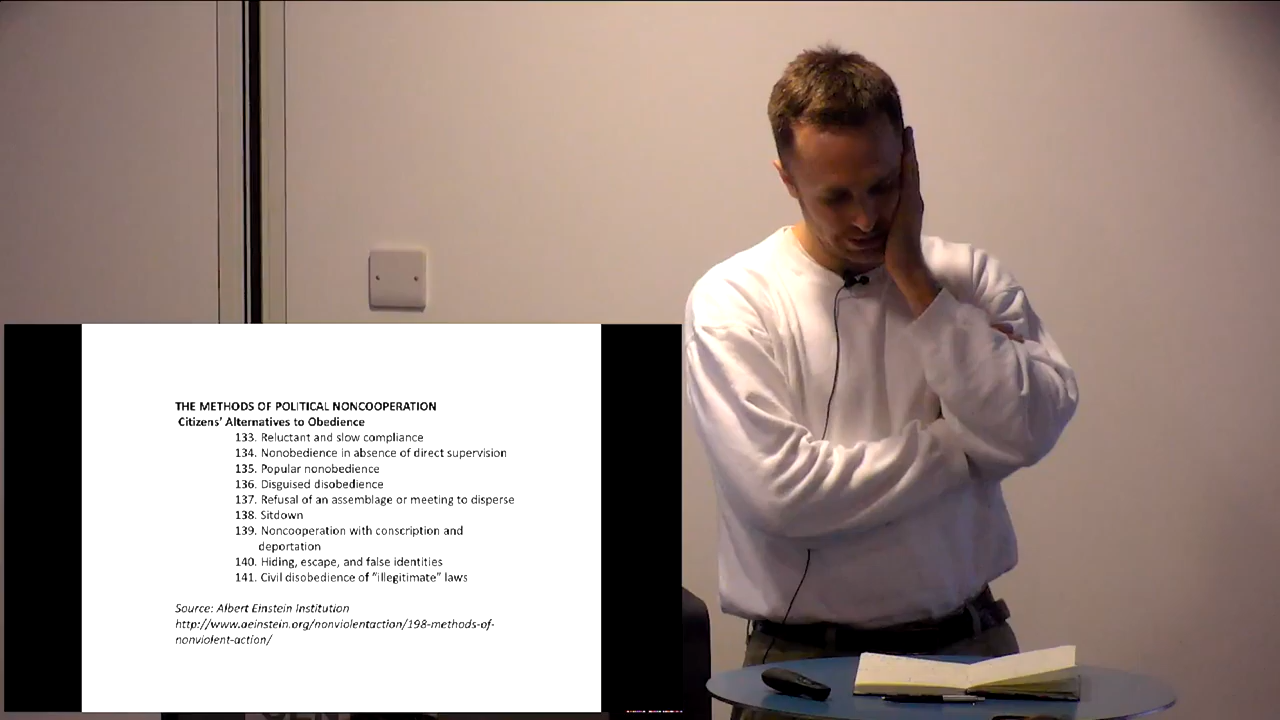 THE METHODS OF POLITICAL NONCOOPERATION
Citizens' Alternatives to Obedience
133. Reluctant and slow compliance
134. Nonobedience in absence of direct supervision
135. Popular nonobedience
136. Disguised disobedience
137. Refusal of an assemblage or meeting to disperse
138. Sitdown
139. Noncooperation with conscription and
deportation
140. Hiding, escape, and false identities
141. Civil disobedience of "illegitimate" laws
Source: Albert Einstein Institution
http://www.aeinstein.org/nonviolentaction/198-methods-of-
nonviolent-action/